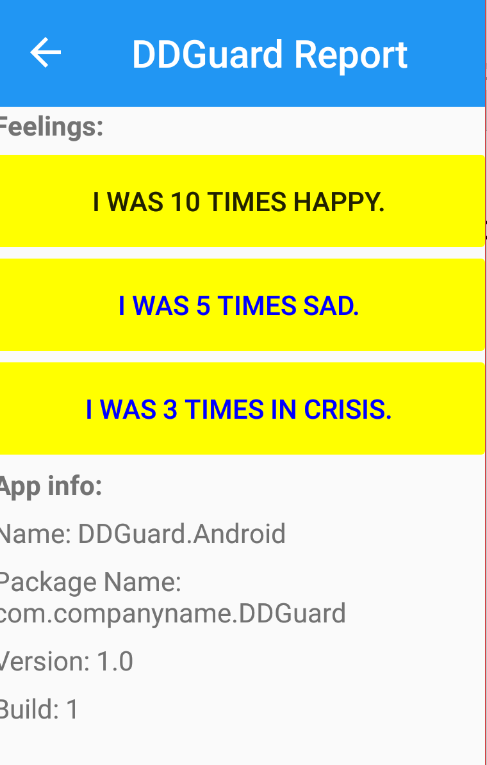 DDGuard Report
Feelings:
I WAS 10 TIMES HAPPY.
I WAS 5 TIMES SAD.
I WAS 3 TIMES IN CRISIS.
App info:
Name: DDGuard.Android
Package Name:
com.companyname.DDGuard
Version: 1.0
Build: 1